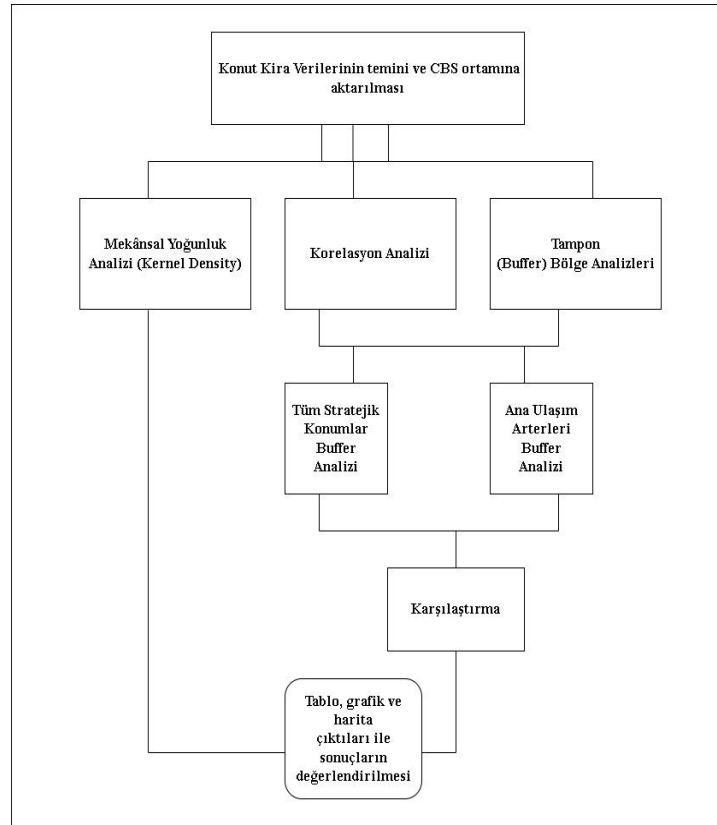 Konut Kira Verilerinin temini ve CBS ortamına
aktarılması
Mekânsal Yoğunluk
Analizi (Kernel Density)
Korelasyon Analizi
Tampon
(Buffer) Bölge Analizleri
Tüm Stratejik
Konumlar
Buffer
Analizi
Ana Ulaşım
Arterleri
Buffer
Analizi
Karşılaştırma
Tablo, grafik ve
harita
çıktıları ile
sonuçların
değerlendirilmesi